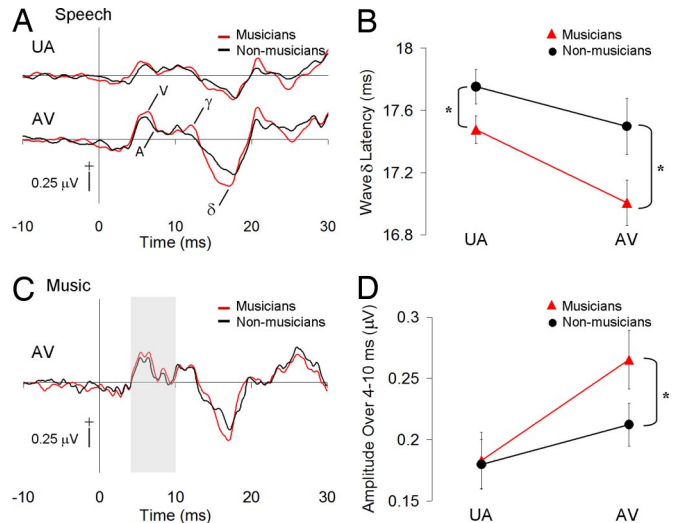 A Speech
Musicians
Non-musicians
UA
V
γ
AV
A
+
0.25 µV
δ
-10 0 10 20 30
Time (ms)
B
Musicians
Non-musicians
Wave δ Latency (ms)
18
17.6
17.2
16.8
*
*
UA AV
C Music
Musicians
Non-musicians
AV
+
0.25 µV
-10 0 10 20 30
Time (ms)
D
Musicians
Non-musicians
Amplitude Over 4-10 ms (µV)
0.3
0.25
0.2
0.15
*
UA AV